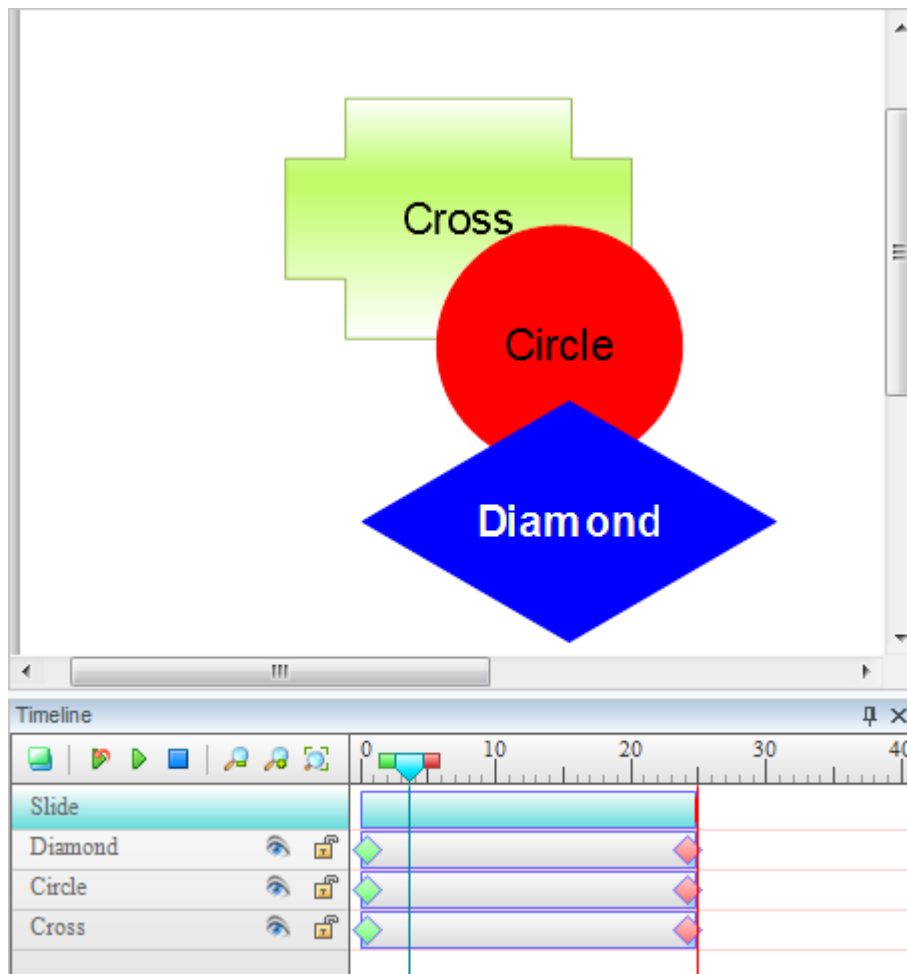 Cross
Circle
Diamond
Timeline
0 10 20 30 40
Slide
Diamond
Circle
Cross